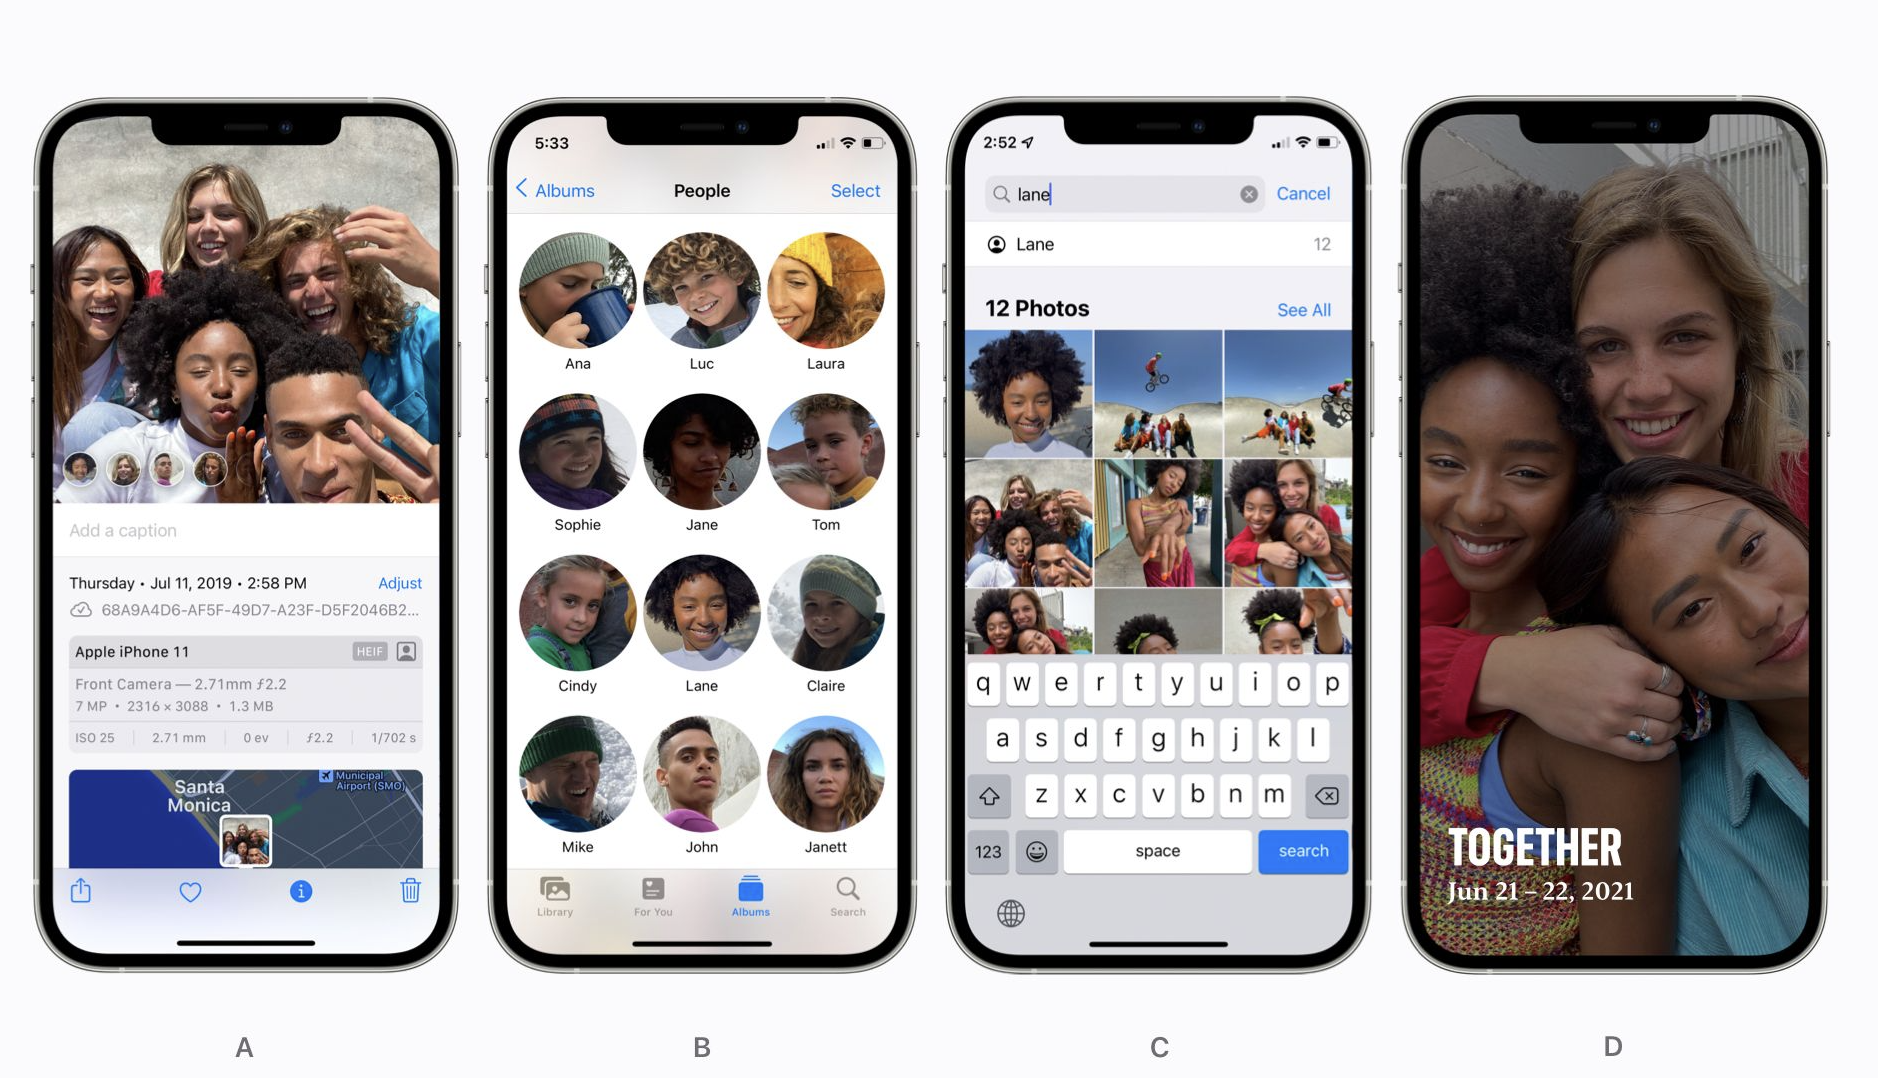 Add a caption
Thursday • Jul 11, 2019 • 2:58 PM
Adjust
68A9A4D6-AF5F-49D7-A23F-D5F2046B2...
Apple iPhone 11
HEIF
Front Camera — 2.71mm ƒ2.2
7 MP • 2316 × 3088 • 1.3 MB
ISO 25
2.71 mm
0 ev
ƒ2.2
1/702 s
Santa
Monica
Municipal
Airport (SMO)
A
5:33
Albums
People
Select
Ana
Luc
Laura
Sophie
Jane
Tom
Cindy
Lane
Claire
Mike
John
Janett
Library
For You
Albums
Search
B
2:52
lane
Cancel
Lane
12
12 Photos
See All
q w e r t y u i o p
a s d f g h j k l
z x c v b n m
123
space
search
C
TOGETHER
Jun 21 – 22, 2021
D